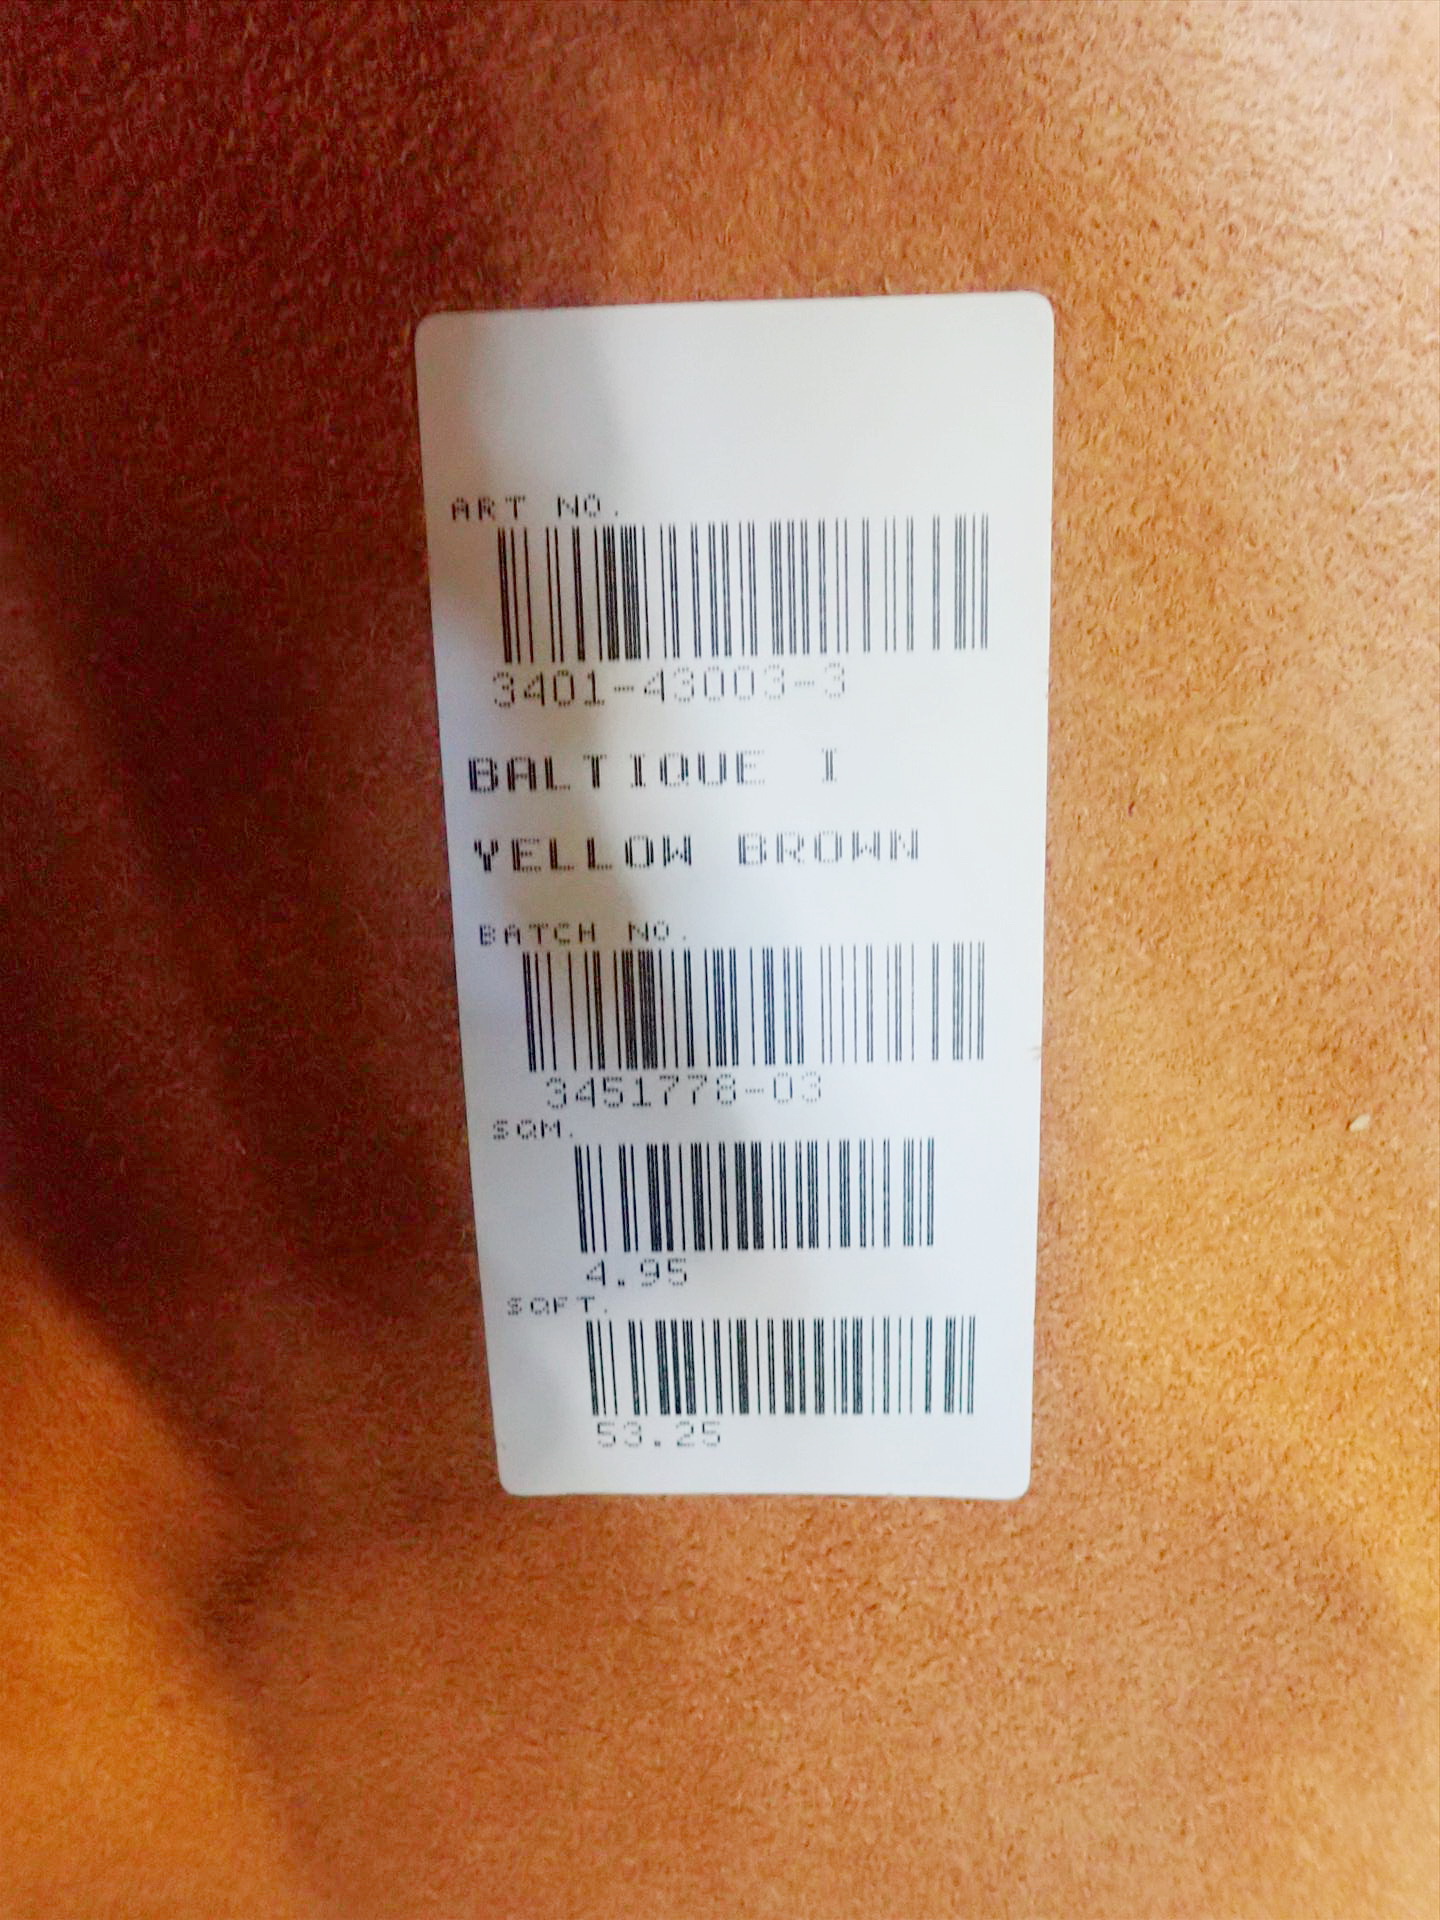 ART NO.
3401-43003-3
BALTIQUE I
YELLOW BROWN
BATCH NO.
3451778-03
SQM.
4.95
SQFT.
53.25